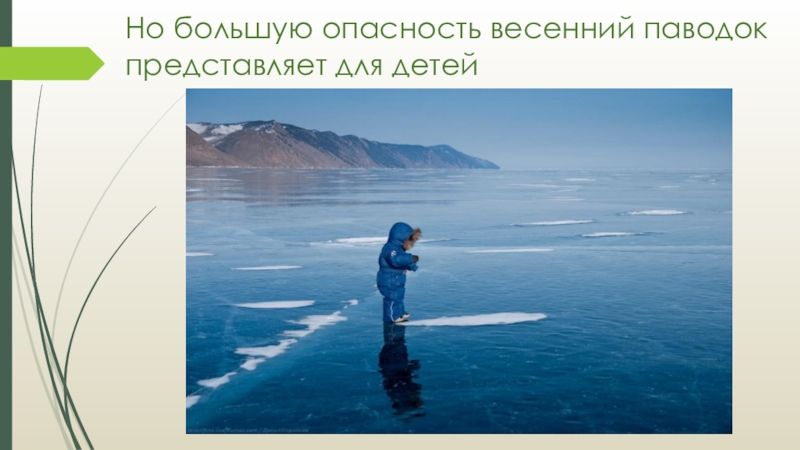 Но большую опасность весенний паводок
представляет для детей